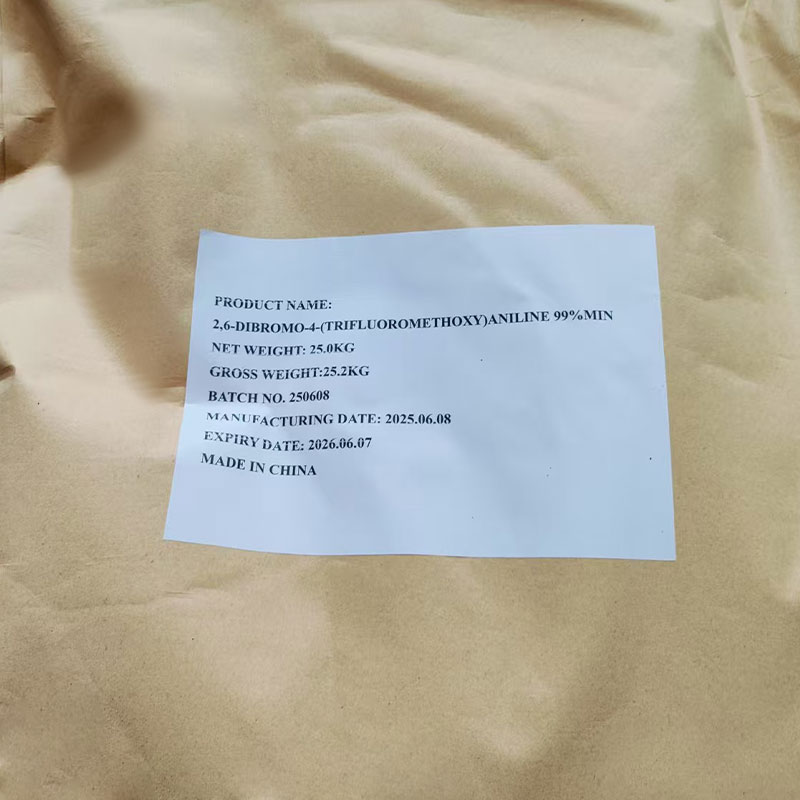 PRODUCT NAME:
2,6-DIBROMO-4-(TRIFLUOROMETHOXY)ANILINE 99%MIN
NET WEIGHT: 25.0KG
GROSS WEIGHT:25.2KG
BATCH NO. 250608
MANUFACTURING DATE: 2025.06.08
EXPIRY DATE: 2026.06.07
MADE IN CHINA